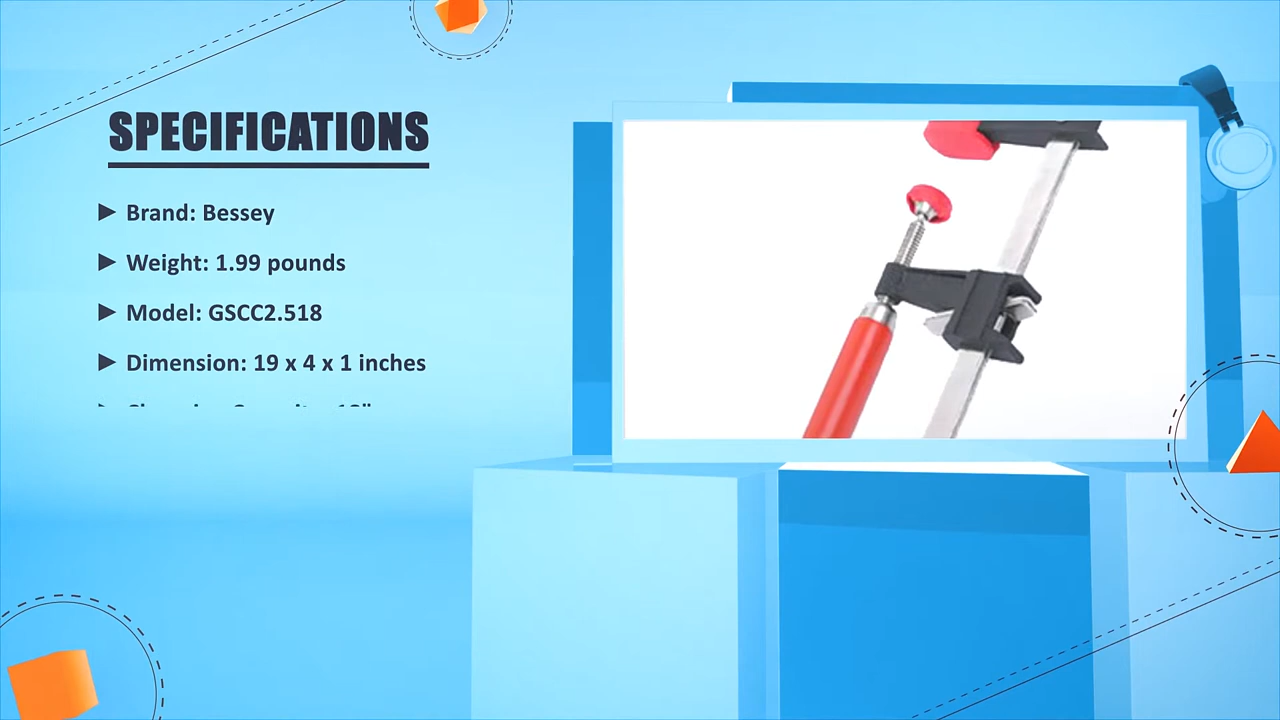 SPECIFICATIONS
► Brand: Bessey
► Weight: 1.99 pounds
► Model: GSCC2.518
► Dimension: 19 x 4 x 1 inches